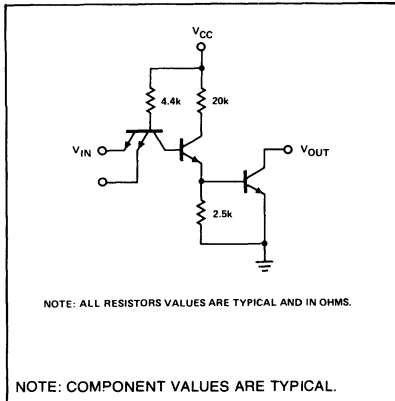 VCC
4.4k
20k
VIN
VOUT
2.5k
NOTE: ALL RESISTORS VALUES ARE TYPICAL AND IN OHMS.
NOTE: COMPONENT VALUES ARE TYPICAL.